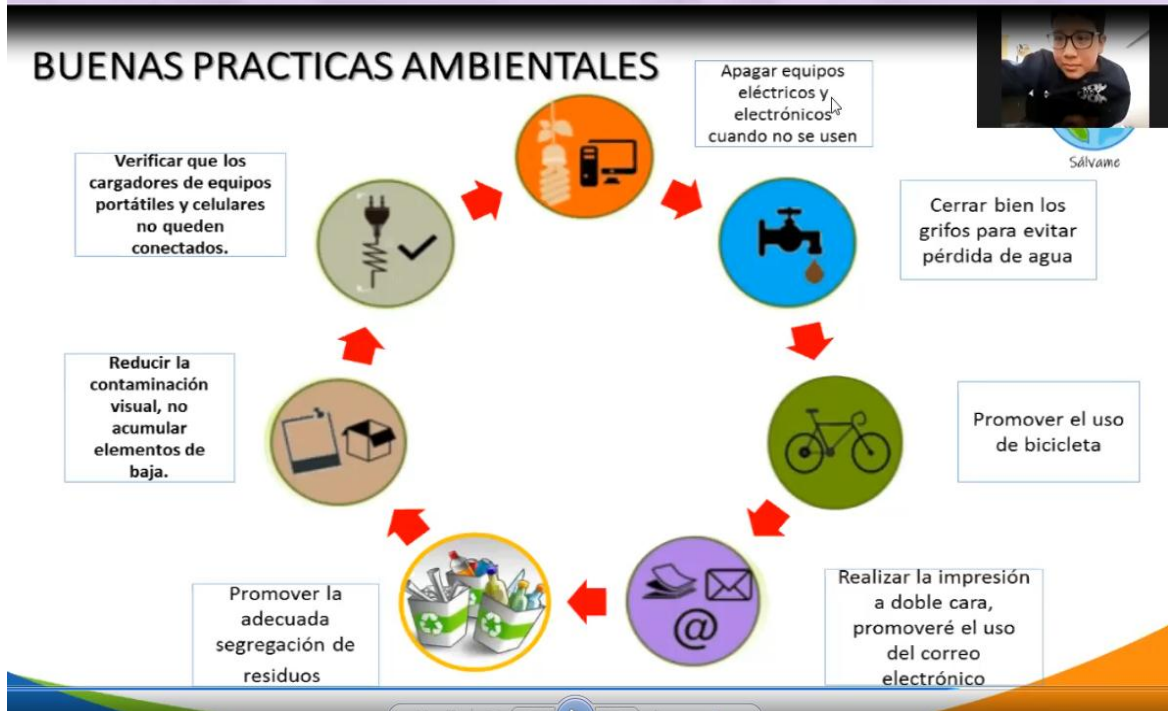 BUENAS PRACTICAS AMBIENTALES
Apagar equipos
eléctricos y
electrónicos
cuando no se usen
Sálvame
Cerrar bien los
grifos para evitar
pérdida de agua
Promover el uso
de bicicleta
Realizar la impresión
a doble cara,
promoveré el uso
del correo
electrónico
@
Promover la
adecuada
segregación de
residuos
Reducir la
contaminación
visual, no
acumular
elementos de
baja.
Verificar que los
cargadores de equipos
portátiles y celulares
no queden
conectados.